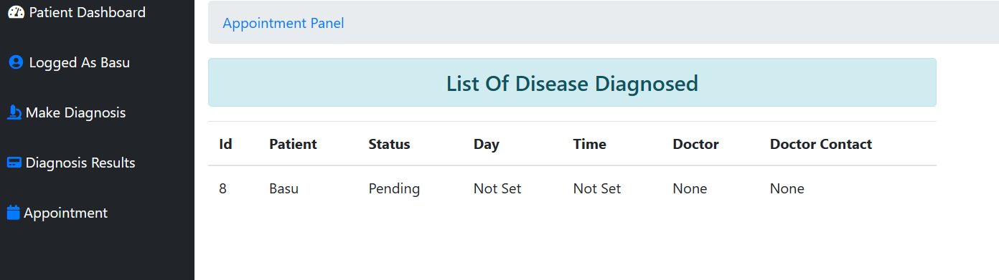 Patient Dashboard
Logged As Basu
Make Diagnosis
Diagnosis Results
Appointment
Appointment Panel
List Of Disease Diagnosed
Id Patient Status Day Time Doctor Doctor Contact
8 Basu Pending Not Set Not Set None None